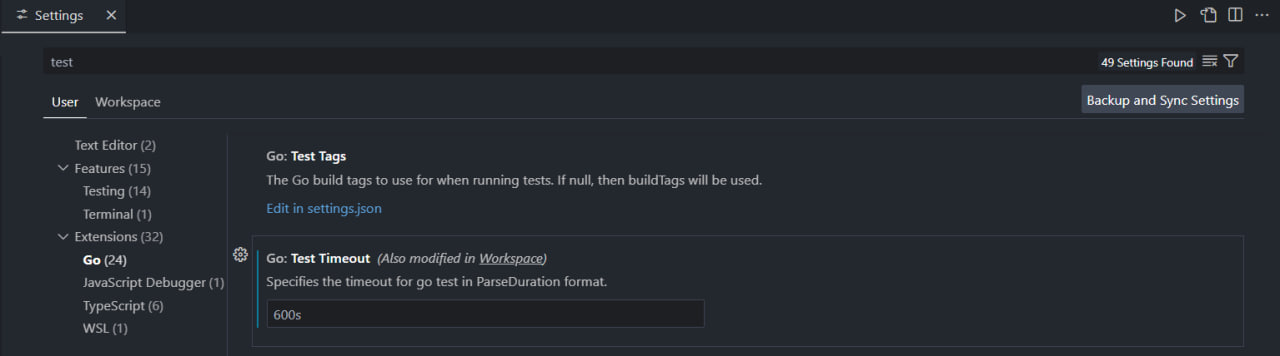 Settings
test
49 Settings Found
User Workspace
Backup and Sync Settings
Text Editor (2)
Features (15)
Testing (14)
Terminal (1)
Extensions (32)
Go (24)
JavaScript Debugger (1)
TypeScript (6)
WSL (1)
Go: Test Tags
The Go build tags to use for when running tests. If null, then buildTags will be used.
Edit in settings.json
Go: Test Timeout (Also modified in Workspace)
Specifies the timeout for go test in ParseDuration format.
600s